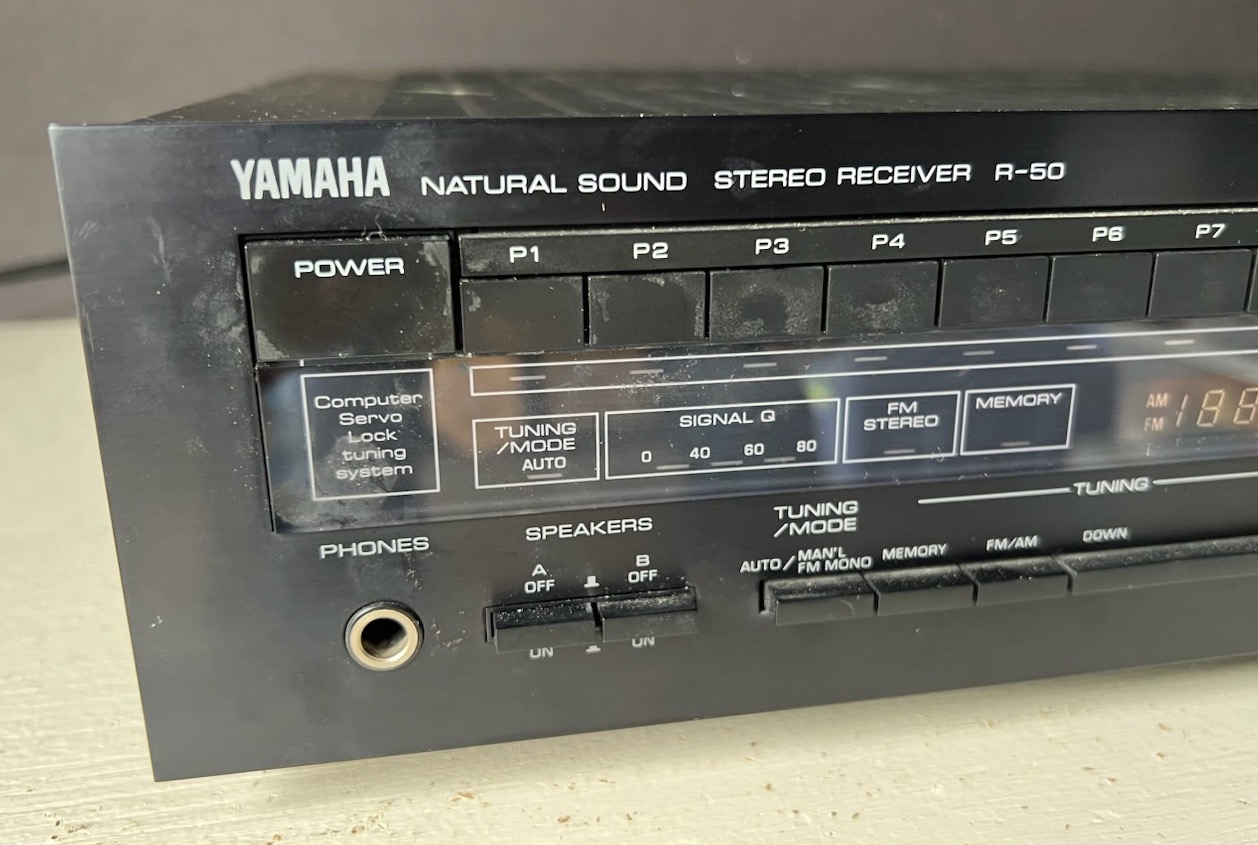 YAMAHA NATURAL SOUND STEREO RECEIVER R-50
POWER
P1 P2 P3 P4 P5 P6 P7
Computer
Servo
Lock
tuning
system
TUNING
/MODE
AUTO
SIGNAL Q
0 40 60 80
FM
STEREO
MEMORY
AM
FM
188
PHONES
SPEAKERS
A
OFF
B
OFF
ON
ON
TUNING
/MODE
AUTO/MAN'L
FM MONO
MEMORY
FM/AM
TUNING
DOWN